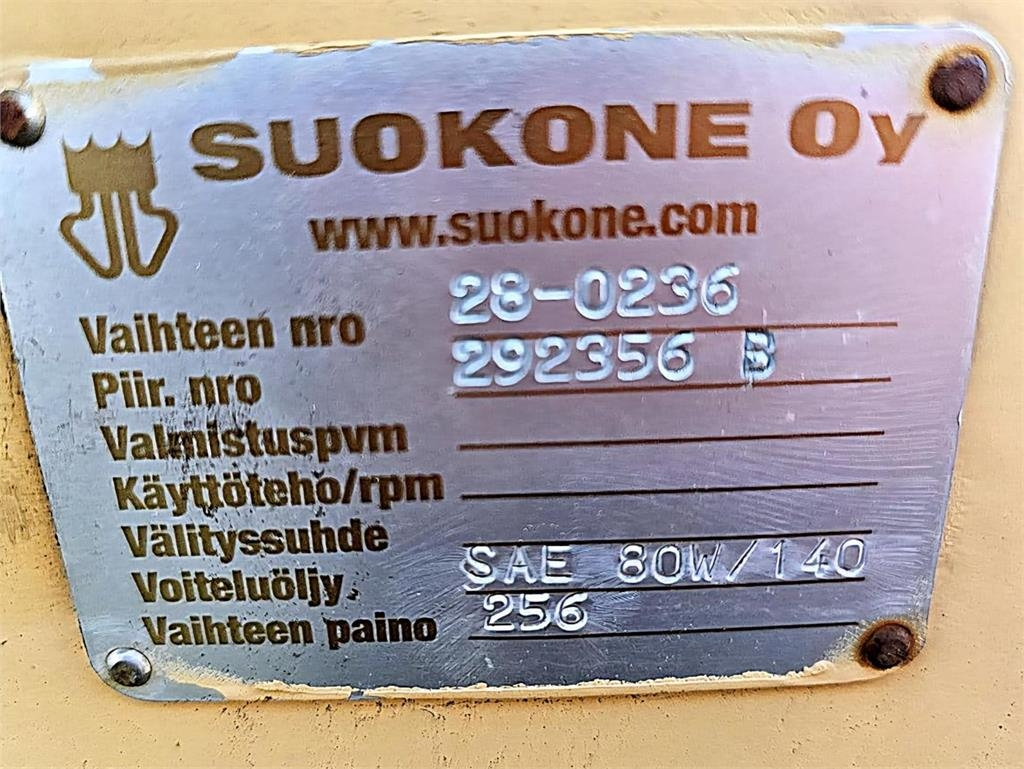 SUOKONE Oy
www.suokone.com
Vaihteen nro 28-0236
Piir. nro 292356 B
Valmistuspvm
Käyttöteho/rpm
Välityssuhde
Voiteluöljy SAE 80W/140
Vaihteen paino 256